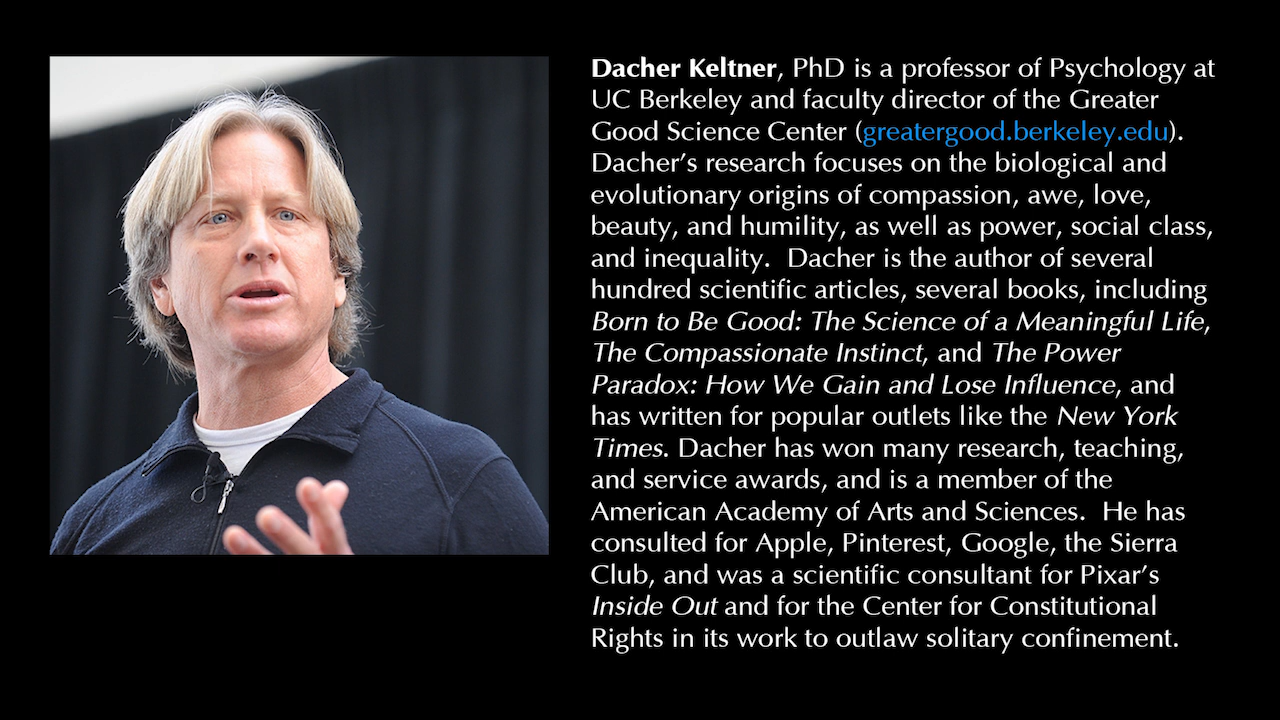 Dacher Keltner, PhD is a professor of Psychology at
UC Berkeley and faculty director of the Greater
Good Science Center (greatergood.berkeley.edu).
Dacher’s research focuses on the biological and
evolutionary origins of compassion, awe, love,
beauty, and humility, as well as power, social class,
and inequality.  Dacher is the author of several
hundred scientific articles, several books, including
Born to Be Good: The Science of a Meaningful Life,
The Compassionate Instinct, and The Power
Paradox: How We Gain and Lose Influence, and
has written for popular outlets like the New York
Times. Dacher has won many research, teaching,
and service awards, and is a member of the
American Academy of Arts and Sciences.  He has
consulted for Apple, Pinterest, Google, the Sierra
Club, and was a scientific consultant for Pixar’s
Inside Out and for the Center for Constitutional
Rights in its work to outlaw solitary confinement.